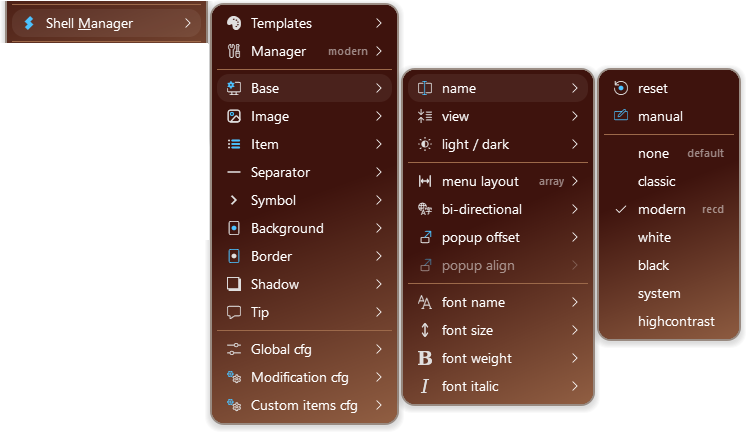 Shell Manager
Templates
Manager modern
Base
Image
Item
Separator
Symbol
Background
Border
Shadow
Tip
Global cfg
Modification cfg
Custom items cfg
name
view
light / dark
menu layout array
bi-directional
popup offset
popup align
font name
font size
font weight
font italic
reset
manual
none default
classic
modern recd
white
black
system
highcontrast